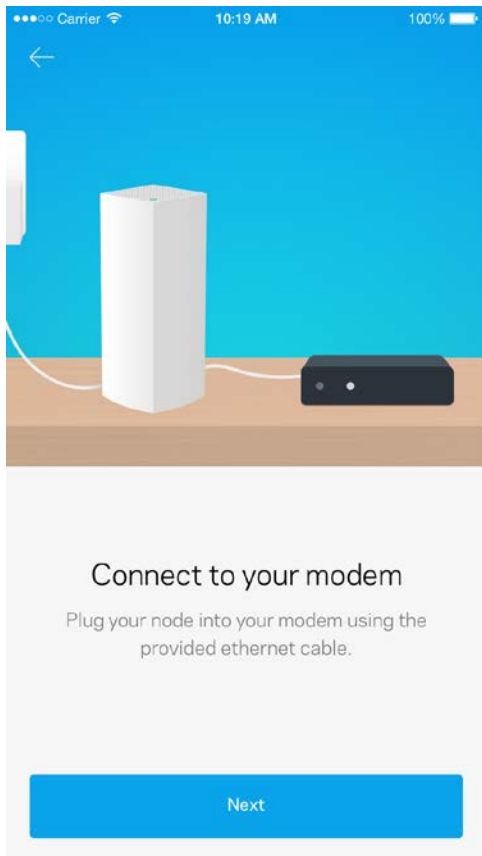 Carrier 10:19 AM 100%
Connect to your modem
Plug your node into your modem using the
provided ethernet cable.
Next